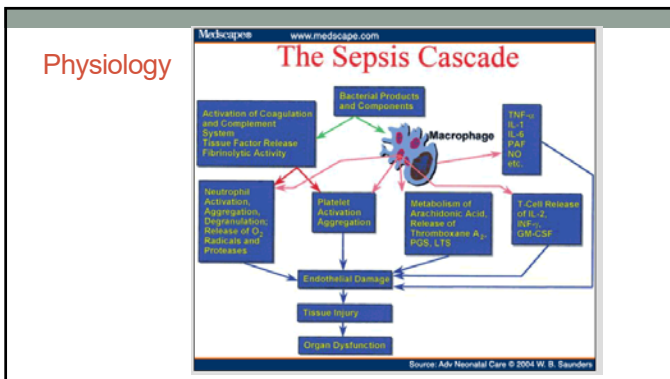 Medscape® www.medscape.com
Physiology
The Sepsis Cascade
Bacterial Products
and Components
Activation of Coagulation
and Complement
System
Tissue Factor Release
Fibrinolytic Activity
Macrophage
TNF-α
IL-1
IL-6
PAF
NO
etc.
Neutrophil
Activation,
Aggregation,
Degranulation;
Release of O2
Radicals and
Proteases
Platelet
Activation
Aggregation
Metabolism of
Arachidonic Acid,
Release of
Thromboxane A2,
PGS, LTS
T-Cell Release
of IL-2,
INF-γ,
GM-CSF
Endothelial Damage
Tissue Injury
Organ Dysfunction
Source: Adv Neonatal Care © 2004 W. B. Saunders